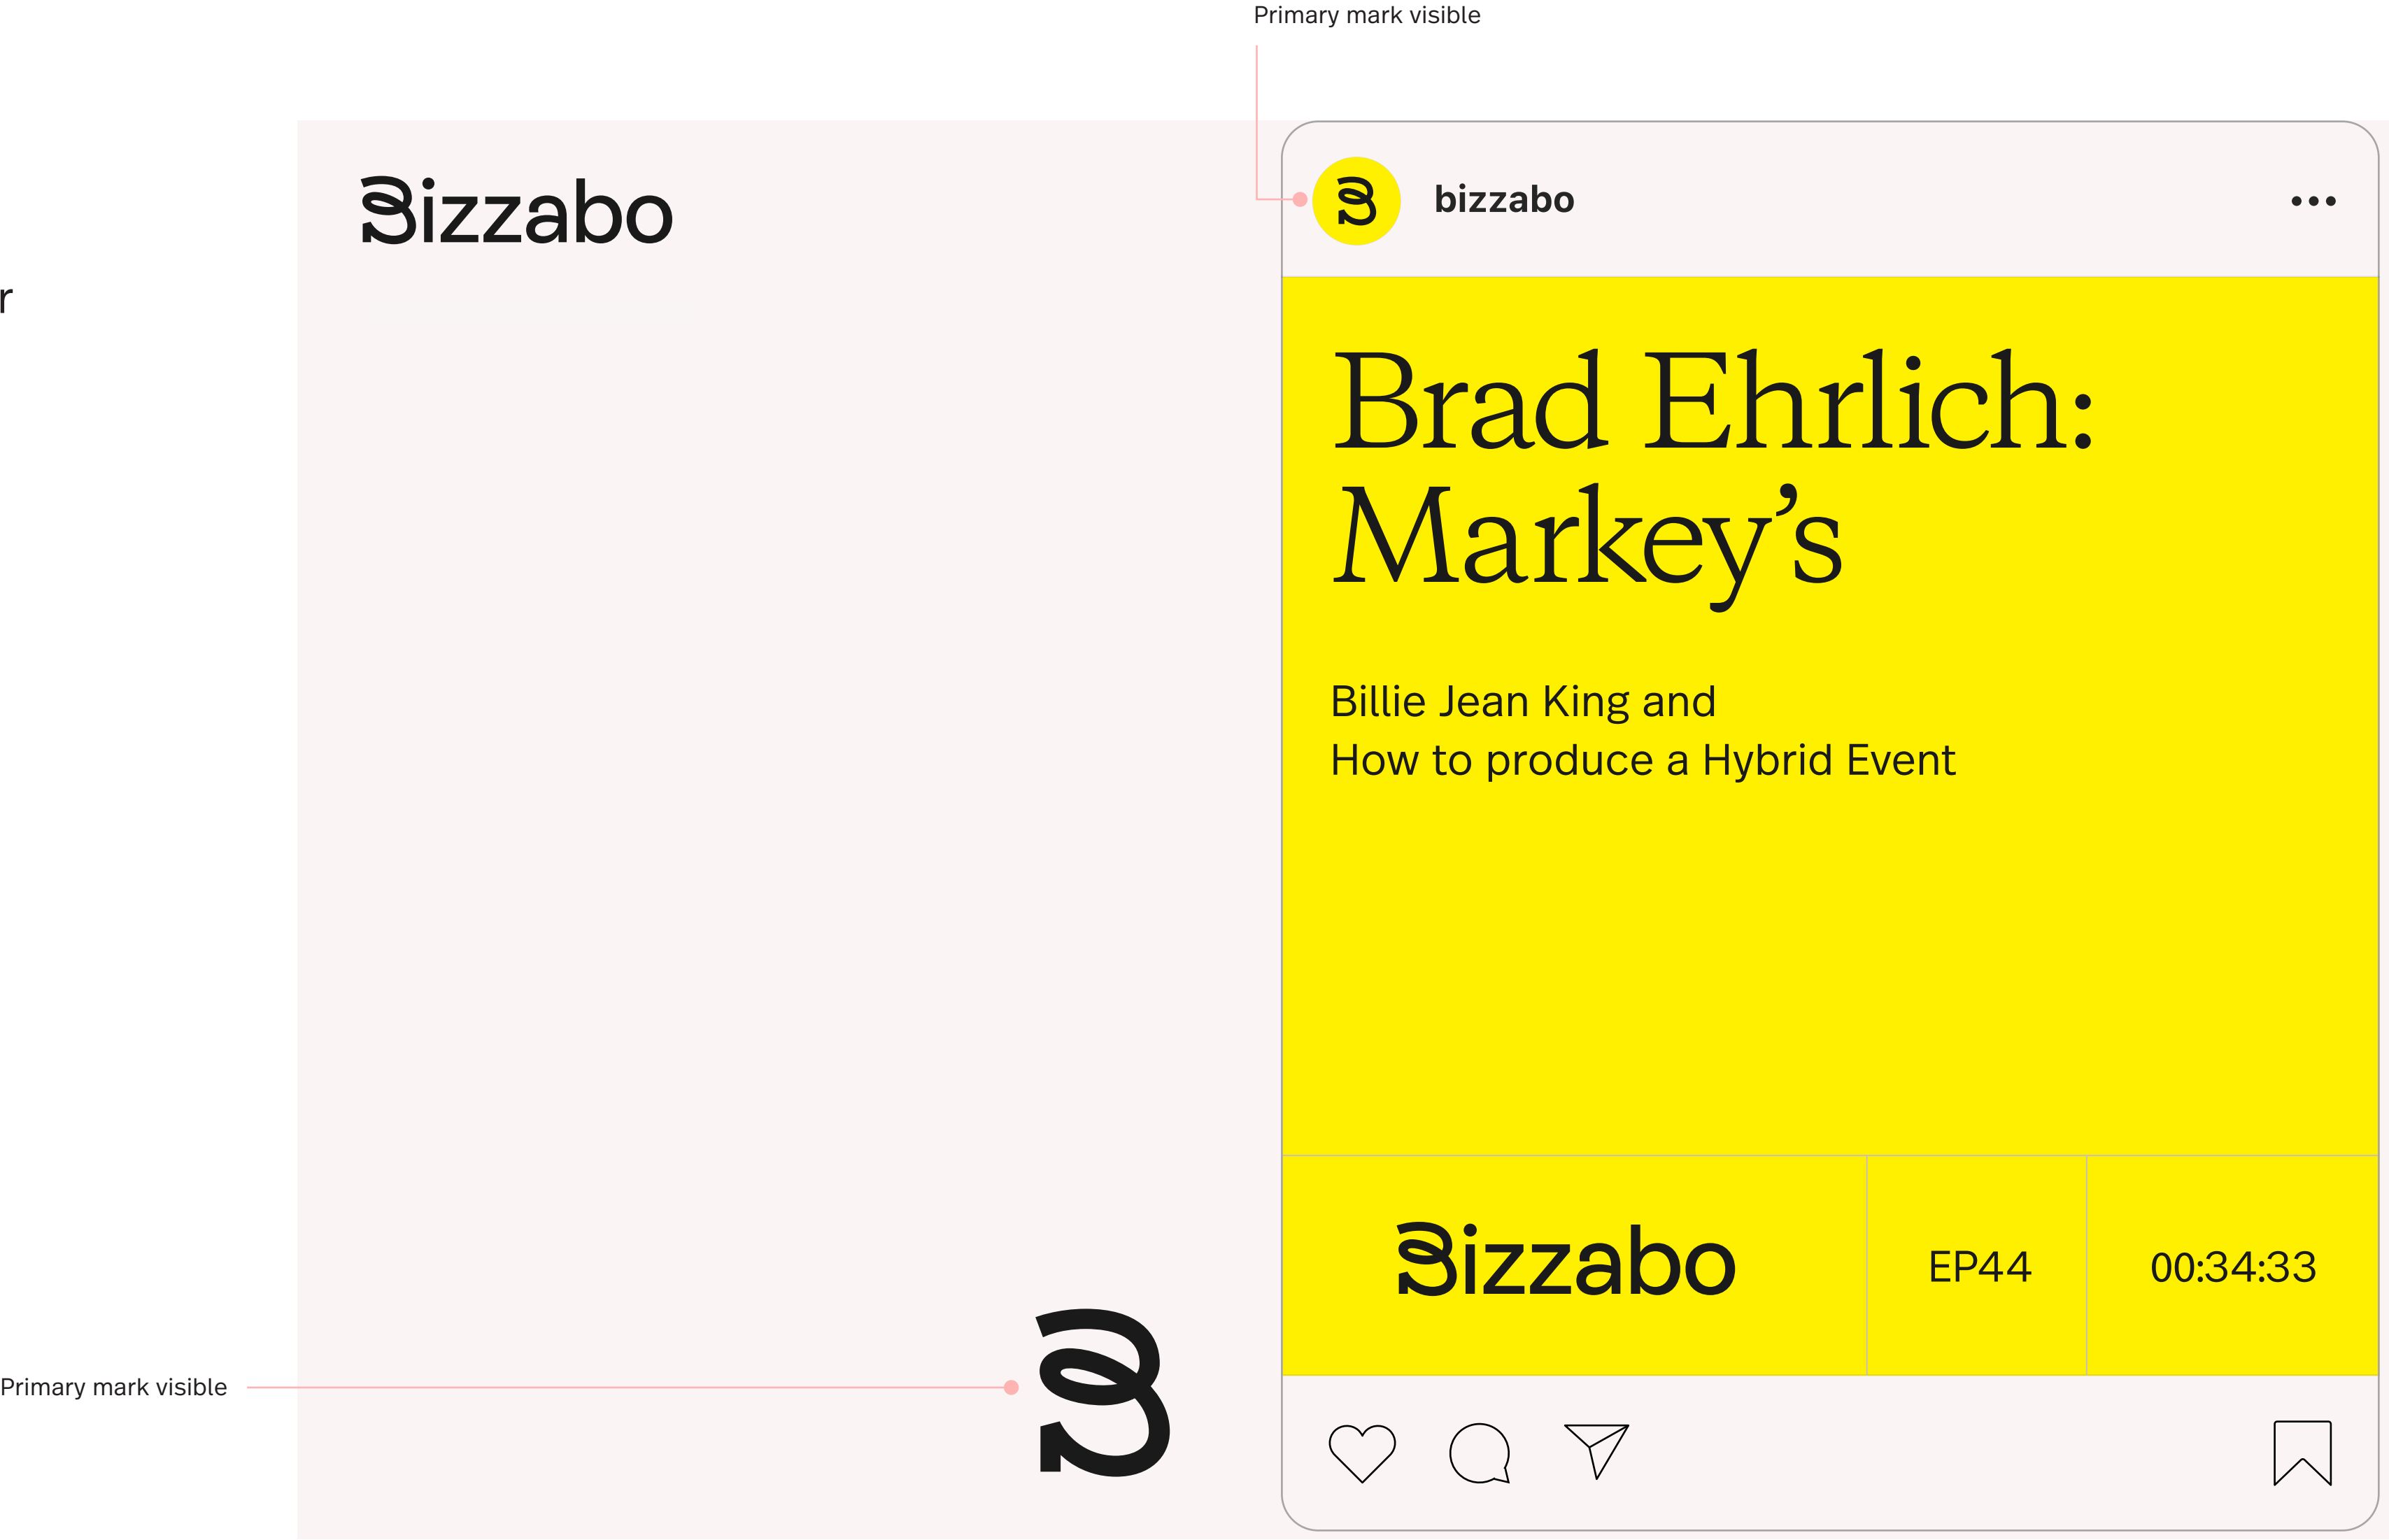 Primary mark visible
Bizzabo
bizzabo
r
Brad Ehrlich:
Markey’s
Billie Jean King and
How to produce a Hybrid Event
Bizzabo
EP44
00:34:33
Primary mark visible
B